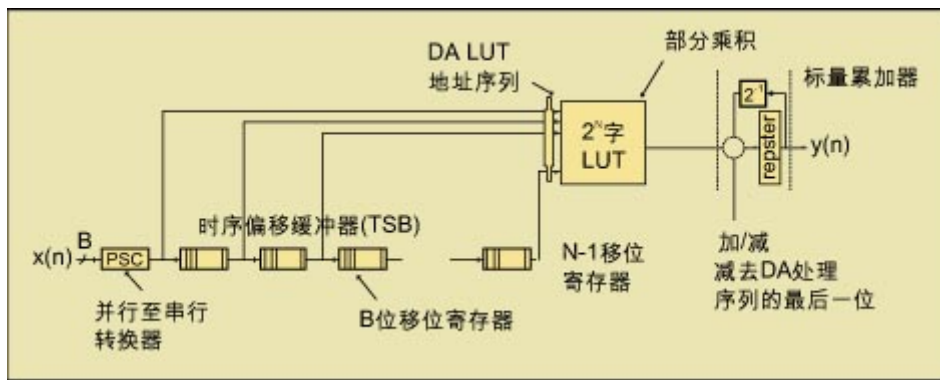 部分乘积
DA LUT
地址序列
标量累加器
2⁻¹
2ᴺ字
LUT
repster
y(n)
时序偏移缓冲器(TSB)
B
x(n)
PSC
N-1移位
寄存器
加/减
减去DA处理
序列的最后一位
并行至串行
转换器
B位移位寄存器